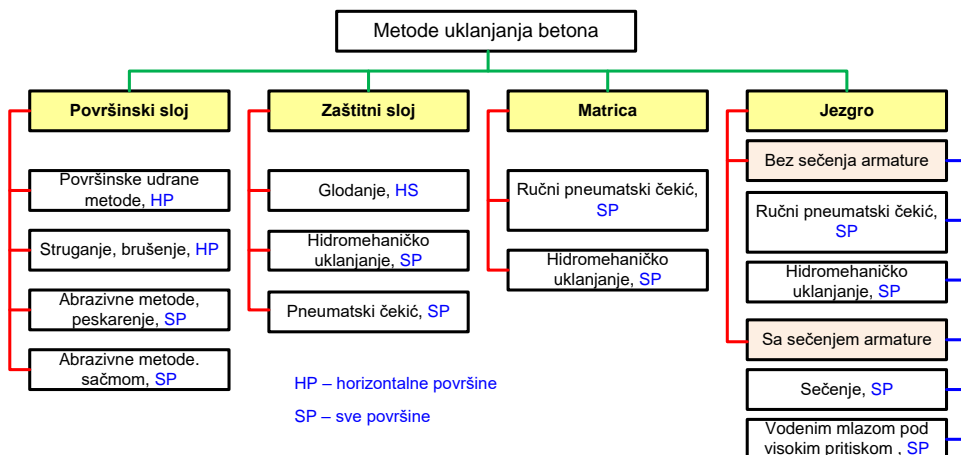 Metode uklanjanja betona
Površinski sloj
Površinske udrane
metode, HP
Struganje, brušenje, HP
Abrazivne metode,
peskarenje, SP
Abrazivne metode.
sačmom, SP
Zaštitni sloj
Glodanje, HS
Hidromehaničko
uklanjanje, SP
Pneumatski čekić, SP
Matrica
Ručni pneumatski čekić,
SP
Hidromehaničko
uklanjanje, SP
Jezgro
Bez sečenja armature
Ručni pneumatski čekić,
SP
Hidromehaničko
uklanjanje, SP
Sa sečenjem armature
Sečenje, SP
Vodenim mlazom pod
visokim pritiskom , SP
HP – horizontalne površine
SP – sve površine